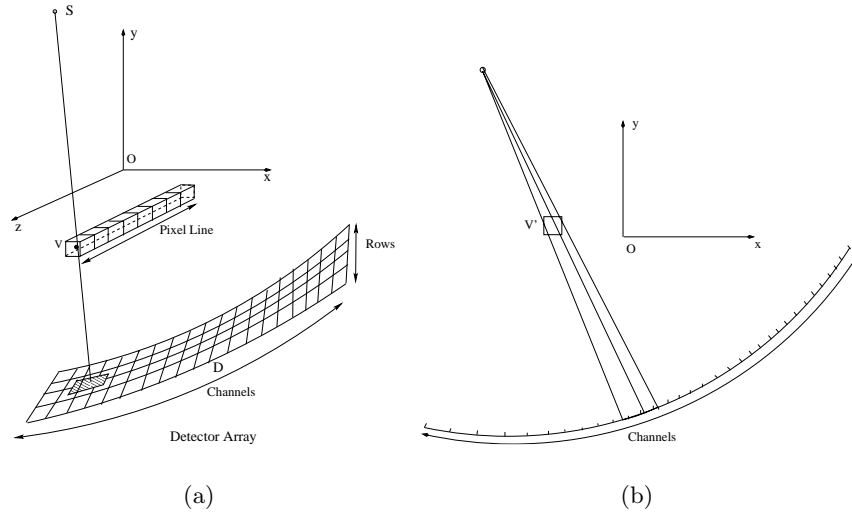 S
y
O
x
z
V
Pixel Line
Rows
D
Channels
Detector Array
(a)
y
V'
O
x
Channels
(b)